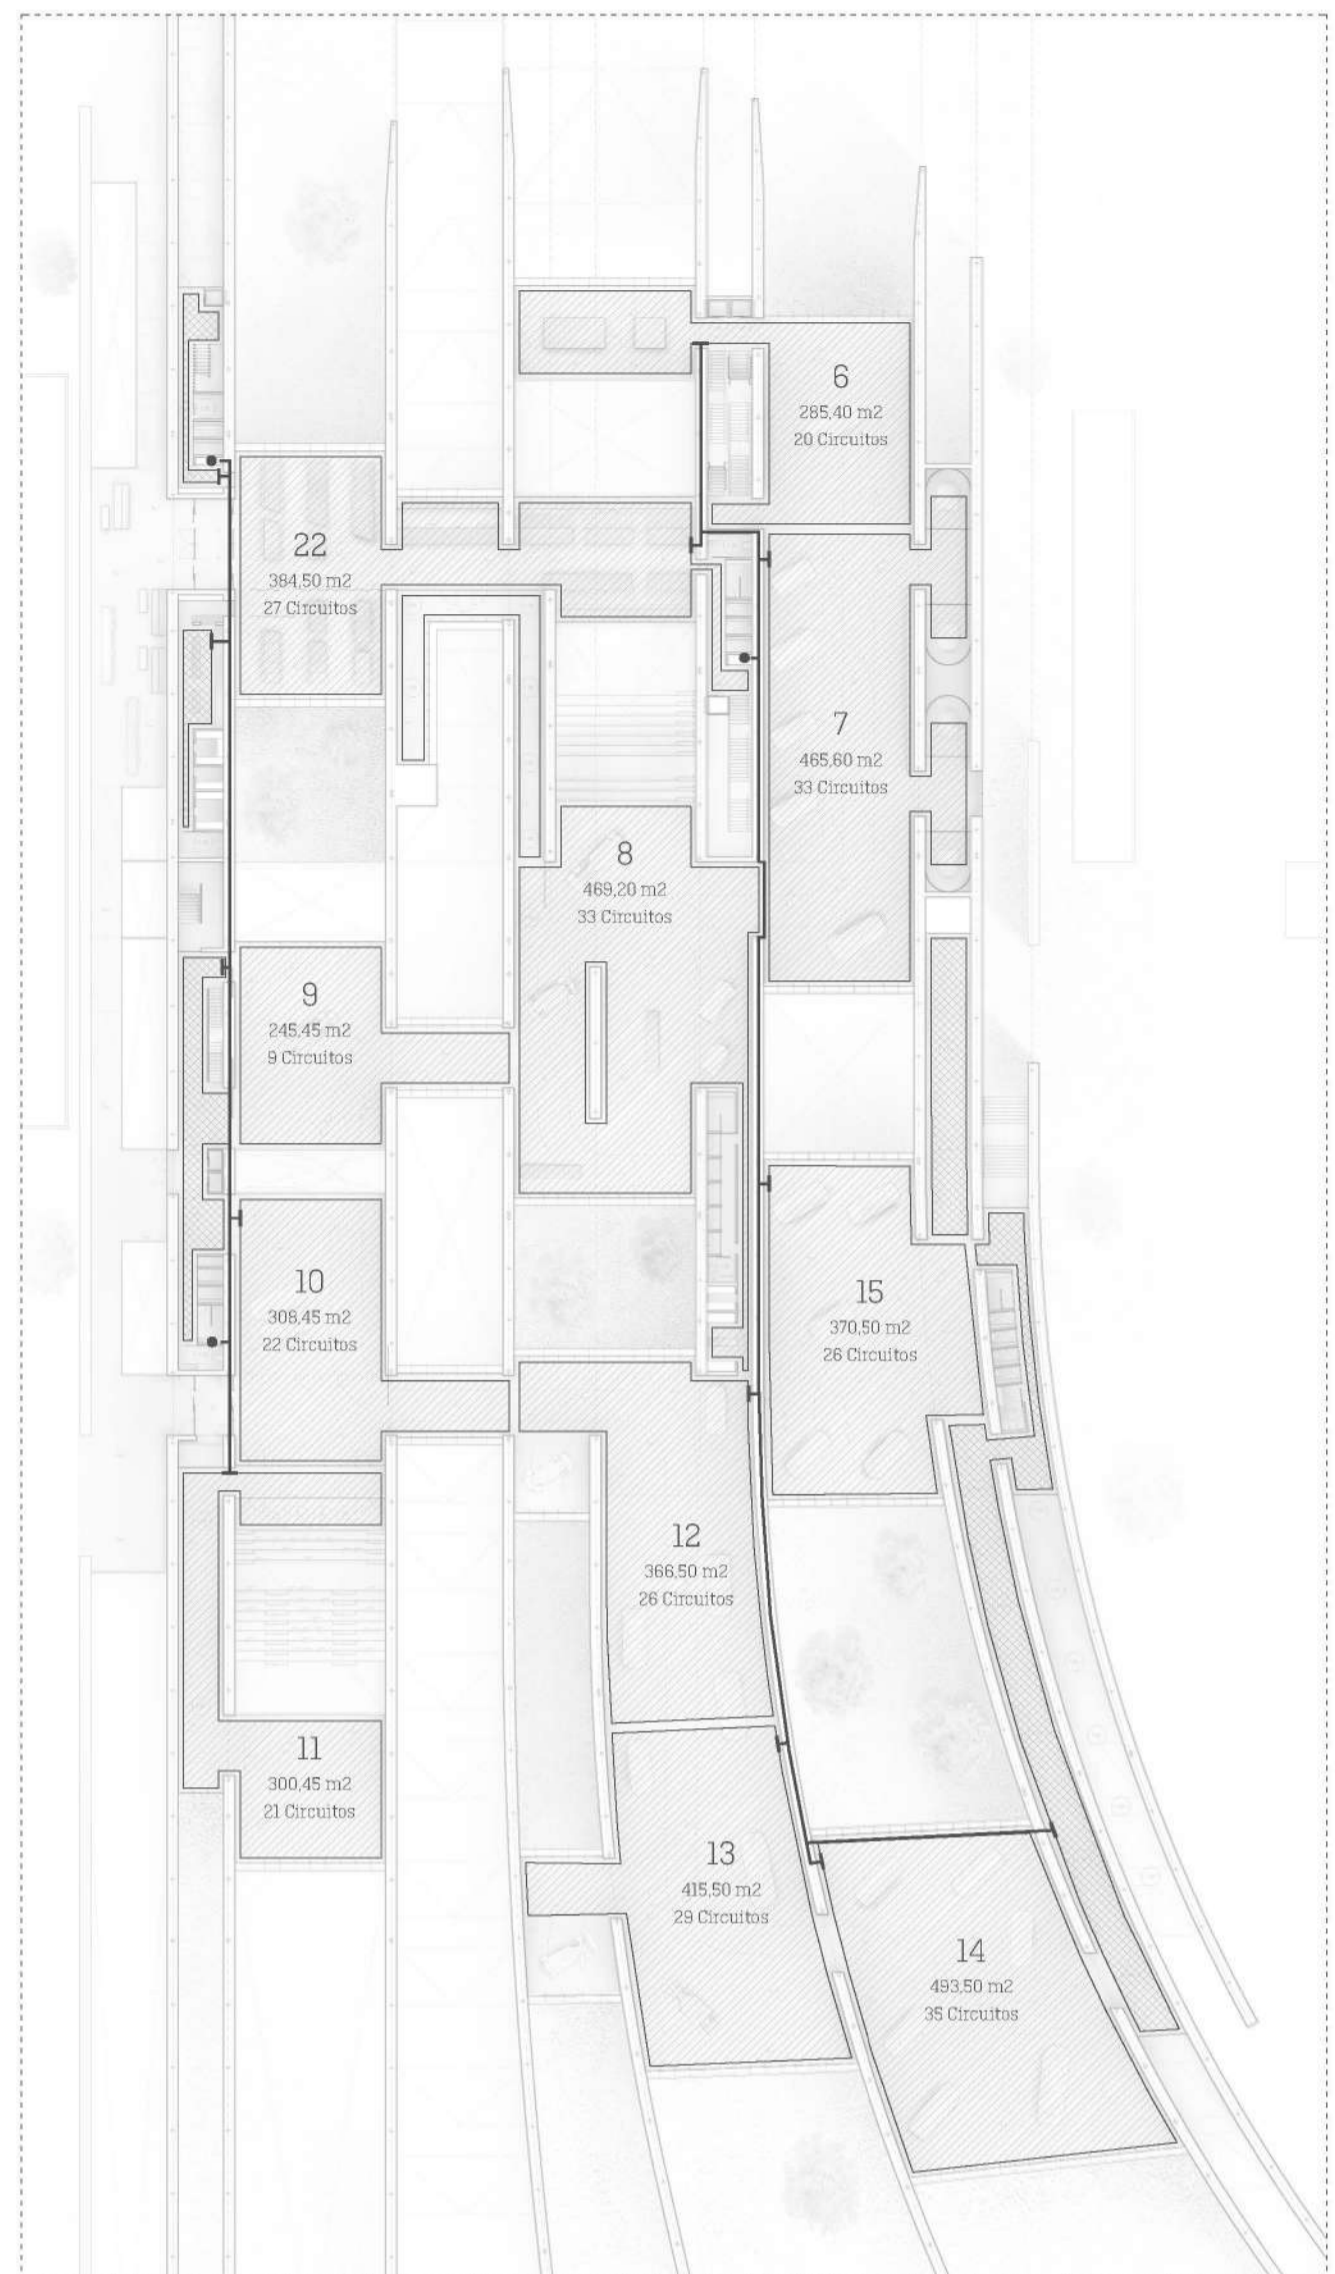 6
285,40 m2
20 Circuitos
22
384,50 m2
27 Circuitos
7
465,60 m2
33 Circuitos
8
469,20 m2
33 Circuitos
9
245,45 m2
9 Circuitos
10
308,45 m2
22 Circuitos
15
370,50 m2
26 Circuitos
12
366,50 m2
26 Circuitos
11
300,45 m2
21 Circuitos
13
415,50 m2
29 Circuitos
14
493,50 m2
35 Circuitos